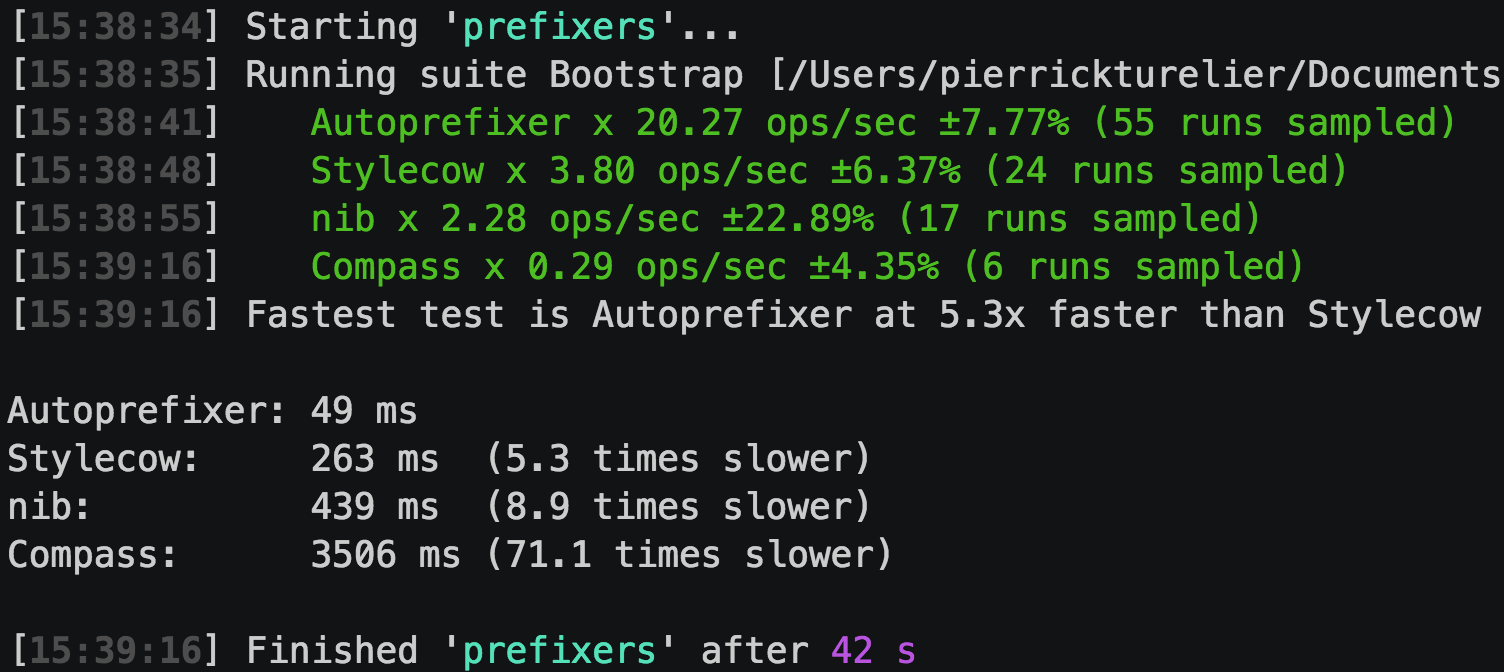 [15:38:34] Starting 'prefixers'...
[15:38:35] Running suite Bootstrap [/Users/pierrickturelier/Documents
[15:38:41]    Autoprefixer x 20.27 ops/sec ±7.77% (55 runs sampled)
[15:38:48]    Stylecow x 3.80 ops/sec ±6.37% (24 runs sampled)
[15:38:55]    nib x 2.28 ops/sec ±22.89% (17 runs sampled)
[15:39:16]    Compass x 0.29 ops/sec ±4.35% (6 runs sampled)
[15:39:16] Fastest test is Autoprefixer at 5.3x faster than Stylecow
Autoprefixer: 49 ms
Stylecow:     263 ms  (5.3 times slower)
nib:          439 ms  (8.9 times slower)
Compass:      3506 ms (71.1 times slower)
[15:39:16] Finished 'prefixers' after 42 s